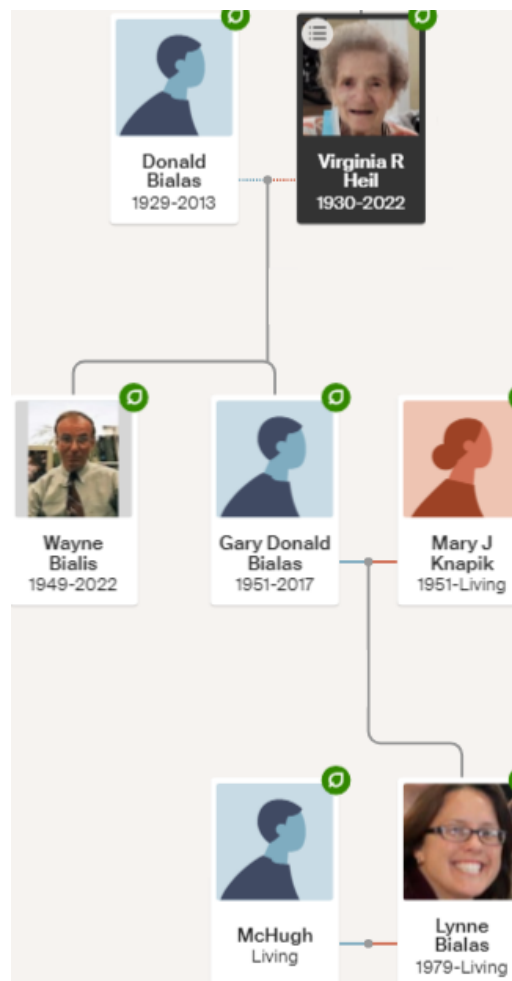 Donald
Bialas
1929-2013
Virginia R
Heil
1930-2022
Wayne
Bialis
1949-2022
Gary Donald
Bialas
1951-2017
Mary J
Knapik
1951-Living
McHugh
Living
Lynne
Bialas
1979-Living